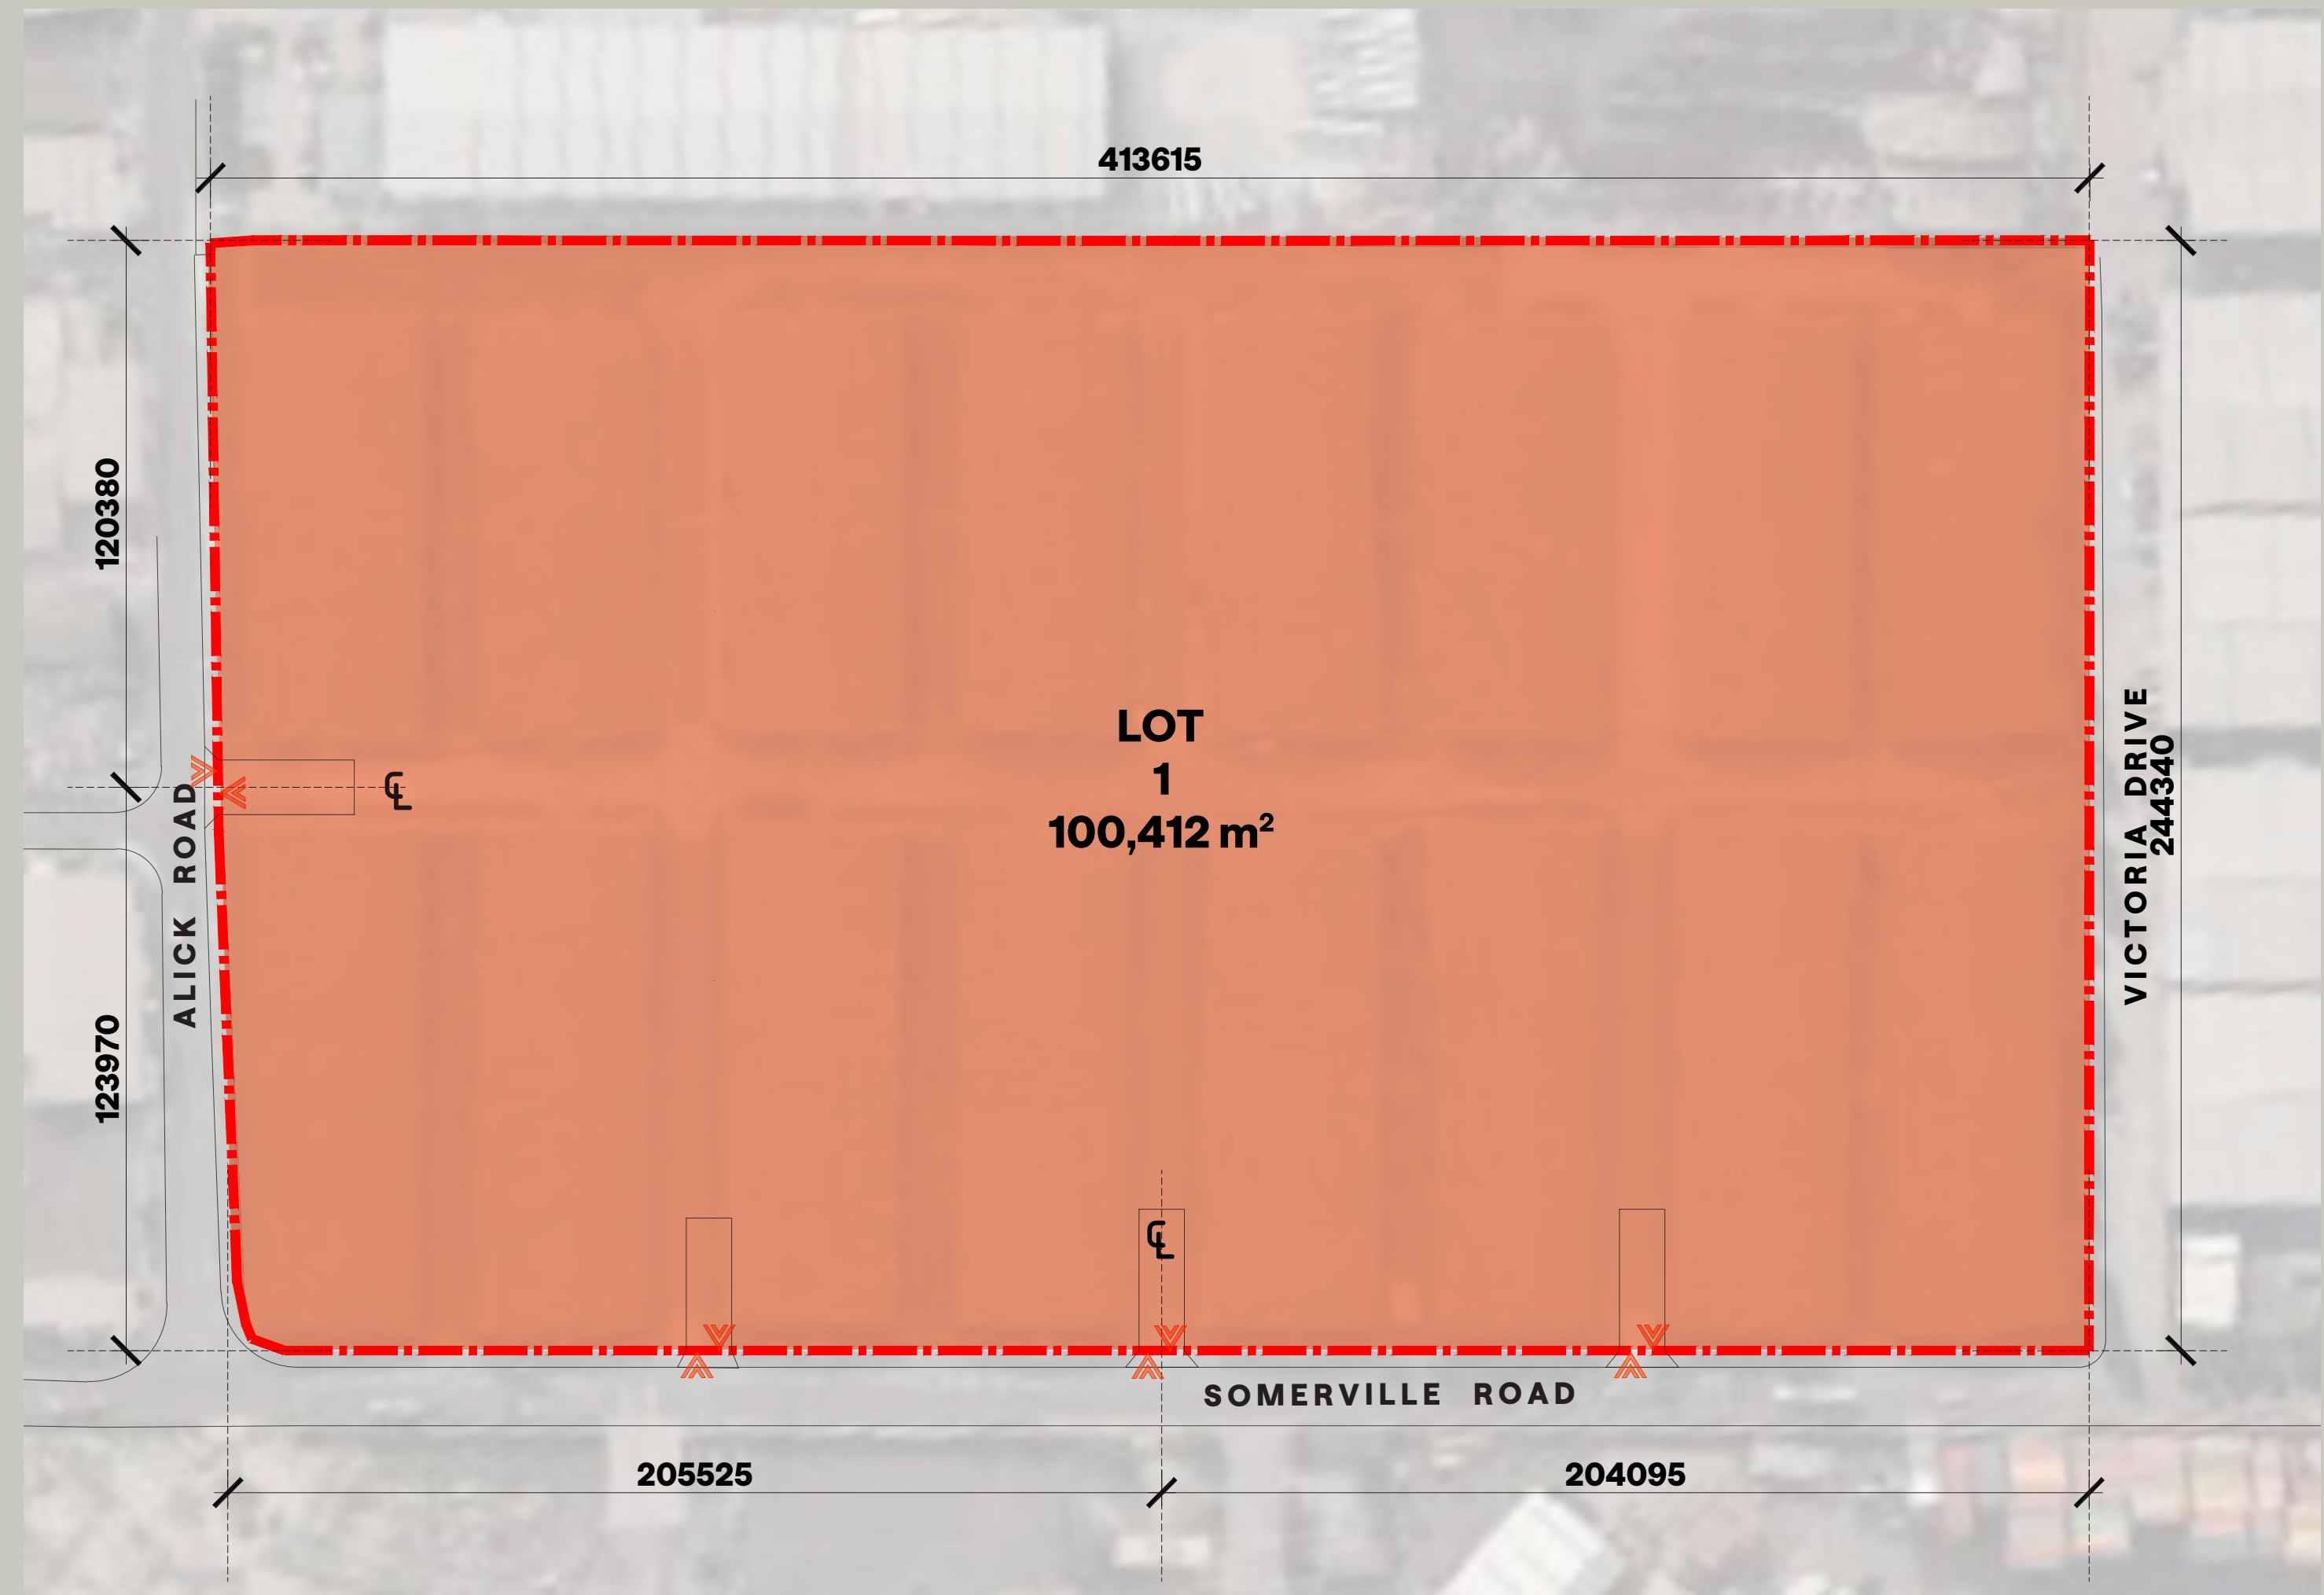 413615
120380
LOT
1
100,412 m²
VICTORIA DRIVE
244340
℄
ALICK ROAD
123970
℄
SOMERVILLE ROAD
205525
204095